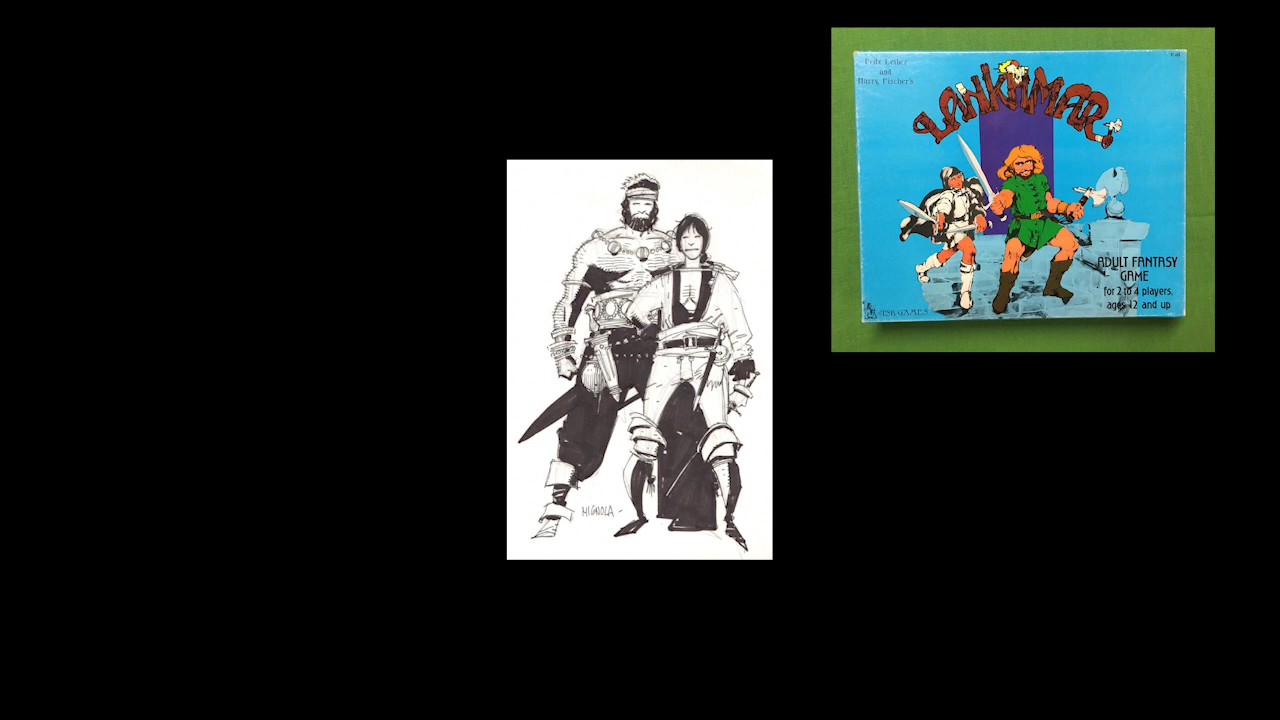 Fritz Leiber
and
Harry Fischer's
LANKHMAR
ADULT FANTASY
GAME
for 2 to 4 players,
ages 12 and up
TSR GAMES
MIGNOLA -